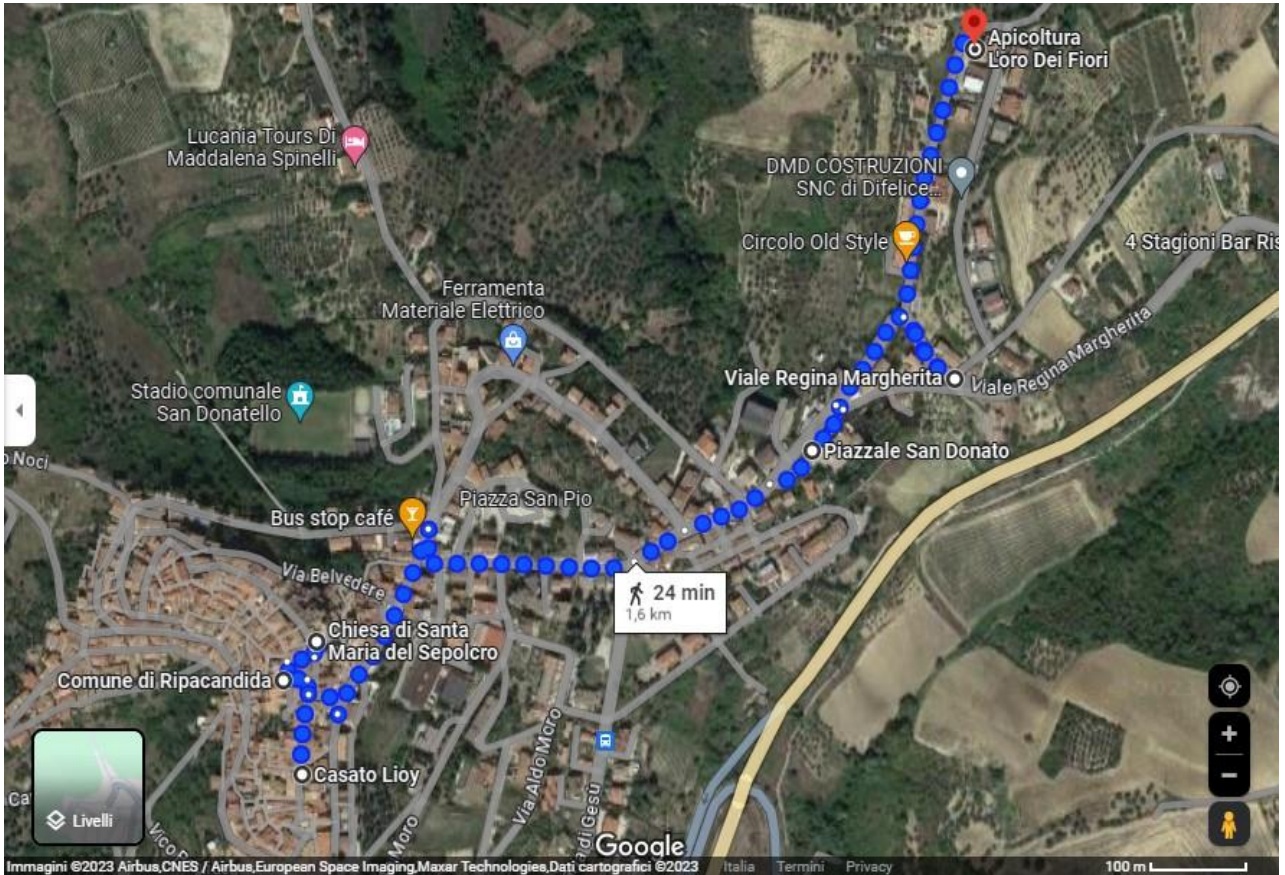 Apicoltura
L'oro Dei Fiori
Lucania Tours Di
Maddalena Spinelli
DMD COSTRUZIONI
SNC di Difelice...
Circolo Old Style
4 Stagioni Bar Ris
Ferramenta
Materiale Elettrico
Viale Regina Margherita
Viale Regina Margherita
Stadio comunale
San Donatello
Piazzale San Donato
o Noci
Piazza San Pio
Bus stop café
Via Belvedere
24 min
1,6 km
Chiesa di Santa
Maria del Sepolcro
Comune di Ripacandida
Casato Lioy
Via Aldo Moro
a di Gesù
Moro
Vico
Ca
Livelli
Google
Immagini ©2023 Airbus,CNES / Airbus,European Space Imaging,Maxar Technologies,Dati cartografici ©2023 Italia Termini Privacy 100 m